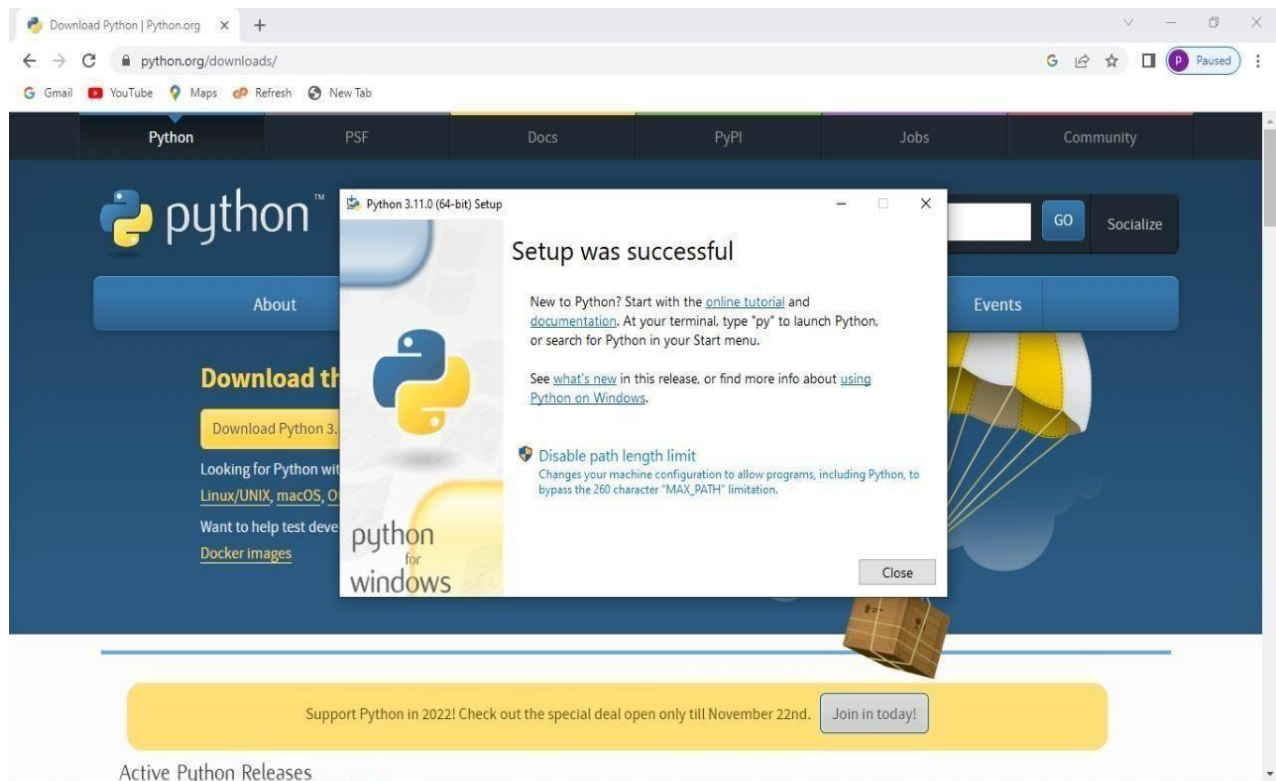 Download Python | Python.org
python.org/downloads/
G
P
Paused
G Gmail YouTube Maps cP Refresh New Tab
Python PSF Docs PyPI Jobs Community
python™
GO
Socialize
About
Events
Download th
Download Python 3.
Looking for Python wit
Linux/UNIX, macOS, O
Want to help test deve
Docker images
Python 3.11.0 (64-bit) Setup
Setup was successful
New to Python? Start with the online tutorial and
documentation. At your terminal, type "py" to launch Python,
or search for Python in your Start menu.
See what's new in this release, or find more info about using
Python on Windows.
Disable path length limit
Changes your machine configuration to allow programs, including Python, to
bypass the 260 character "MAX_PATH" limitation.
python
for
windows
Close
Support Python in 2022! Check out the special deal open only till November 22nd.
Join in today!
Active Python Releases